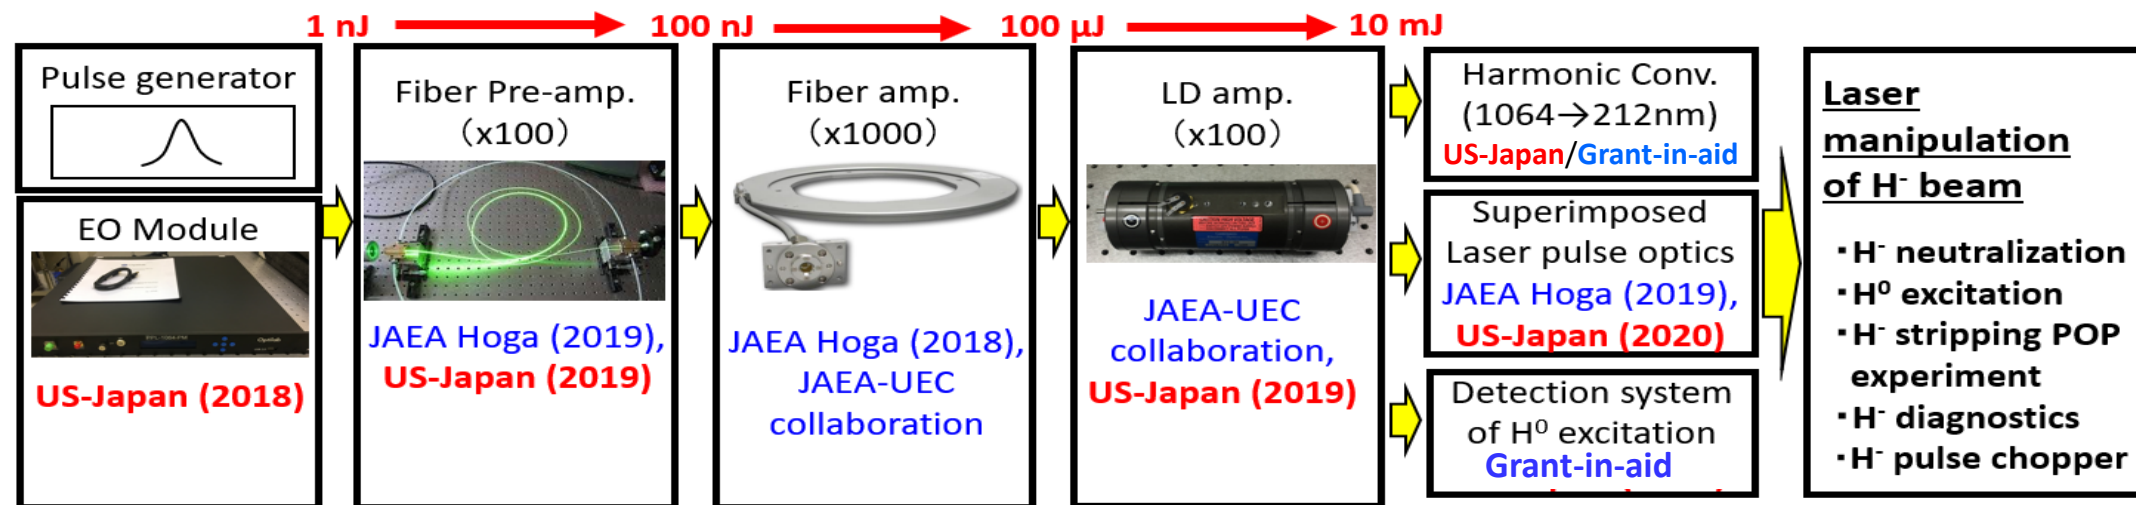 1 nJ
100 nJ
100 μJ
10 mJ
Pulse generator
EO Module
US-Japan (2018)
Fiber Pre-amp.
(x100)
JAEA Hoga (2019),
US-Japan (2019)
Fiber amp.
(x1000)
JAEA Hoga (2018),
JAEA-UEC
collaboration
LD amp.
(x100)
JAEA-UEC
collaboration,
US-Japan (2019)
Harmonic Conv.
(1064→212nm)
US-Japan/Grant-in-aid
Superimposed
Laser pulse optics
JAEA Hoga (2019),
US-Japan (2020)
Detection system
of H⁰ excitation
Grant-in-aid
Laser
manipulation
of H⁻ beam
・H⁻ neutralization
・H⁰ excitation
・H⁻ stripping POP
experiment
・H⁻ diagnostics
・H⁻ pulse chopper